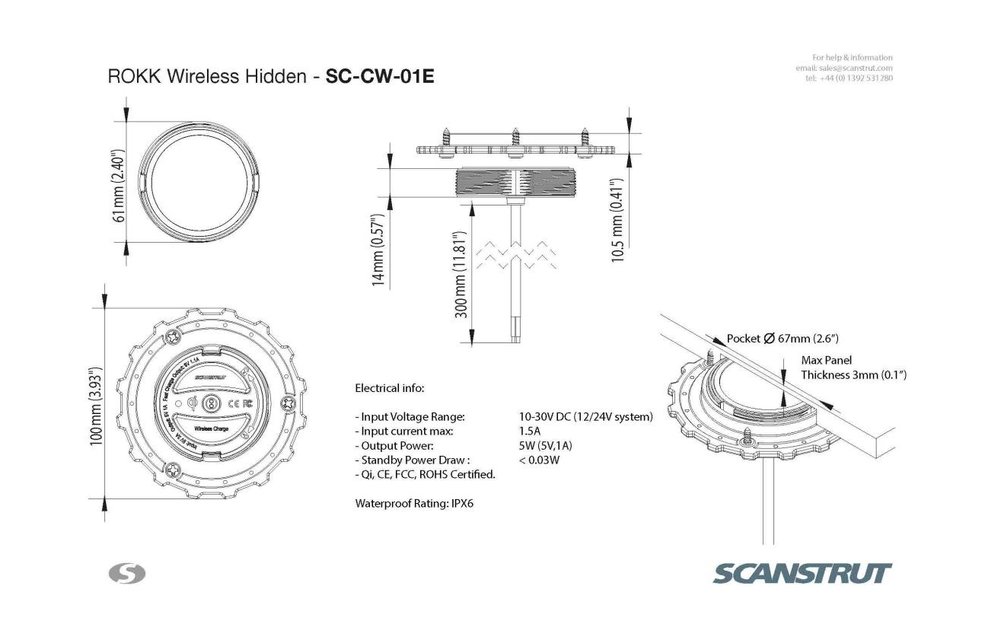 ROKK Wireless Hidden - SC-CW-01E
For help & information
email: sales@scanstrut.com
tel: +44 (0) 1392 531280
61mm (2.40")
14mm (0.57")
300mm (11.81")
10.5 mm (0.41")
100mm (3.93")
SCANSTRUT
Wireless Charge
CE FC
Pocket Ø 67mm (2.6")
Max Panel
Thickness 3mm (0.1")
Electrical info:
- Input Voltage Range: 10-30V DC (12/24V system)
- Input current max: 1.5A
- Output Power: 5W (5V,1A)
- Standby Power Draw : < 0.03W
- Qi, CE, FCC, ROHS Certified.
Waterproof Rating: IPX6
S
SCANSTRUT